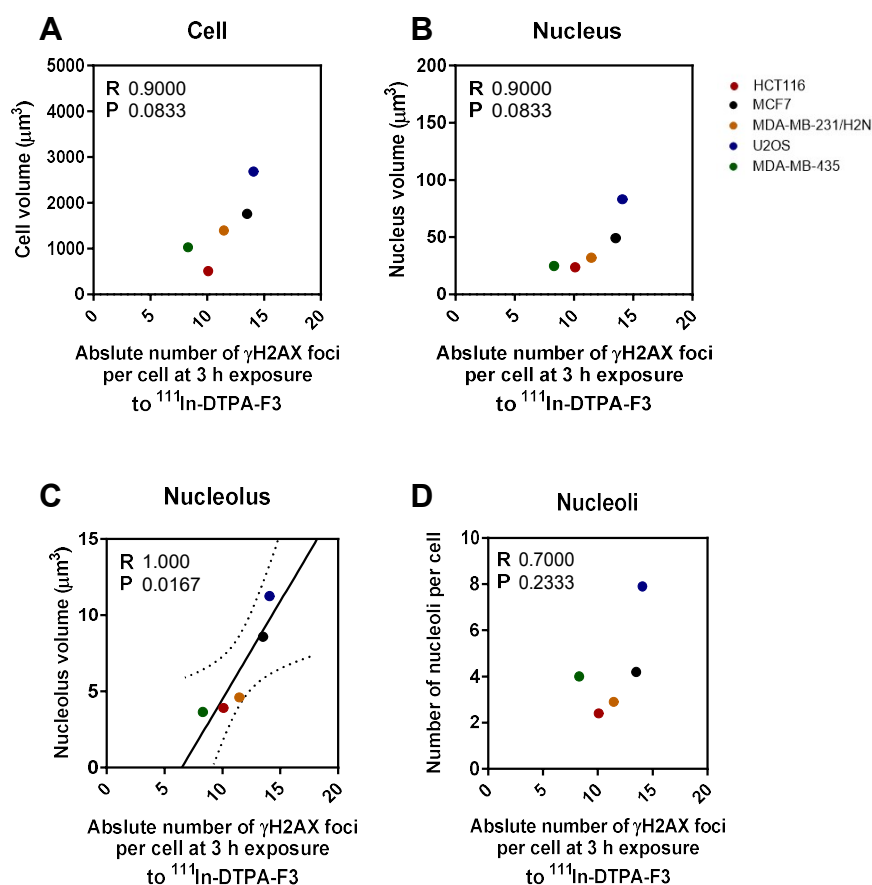 A
Cell
R 0.9000
P 0.0833
Cell volume (µm³)
5000
4000
3000
2000
1000
0
0 5 10 15 20
Abslute number of γH2AX foci
per cell at 3 h exposure
to ¹¹¹In-DTPA-F3
B
Nucleus
R 0.9000
P 0.0833
Nucleus volume (µm³)
200
150
100
50
0
0 5 10 15 20
Abslute number of γH2AX foci
per cell at 3 h exposure
to ¹¹¹In-DTPA-F3
HCT116
MCF7
MDA-MB-231/H2N
U2OS
MDA-MB-435
C
Nucleolus
R 1.000
P 0.0167
Nucleolus volume (µm³)
15
10
5
0
0 5 10 15 20
Abslute number of γH2AX foci
per cell at 3 h exposure
to ¹¹¹In-DTPA-F3
D
Nucleoli
R 0.7000
P 0.2333
Number of nucleoli per cell
10
8
6
4
2
0
0 5 10 15 20
Abslute number of γH2AX foci
per cell at 3 h exposure
to ¹¹¹In-DTPA-F3